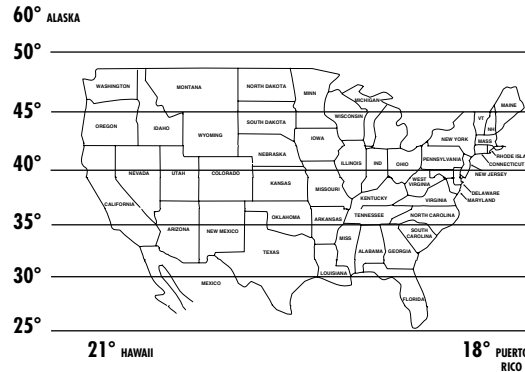 60° ALASKA
50°
WASHINGTON
MONTANA
NORTH DAKOTA
MINN
MICHIGAN
MAINE
45°
OREGON
IDAHO
WYOMING
SOUTH DAKOTA
WISCONSIN
VT
NH
NEW YORK
MASS
IOWA
NEBRASKA
RHODE ISLA
CONNECTICUT
40°
NEVADA
UTAH
COLORADO
ILLINOIS
IND
OHIO
PENNSYLVANIA
NEW JERSEY
KANSAS
MISSOURI
WEST
VIRGINIA
DELAWARE
MARYLAND
CALIFORNIA
KENTUCKY
VIRGINIA
35°
ARIZONA
NEW MEXICO
OKLAHOMA
ARKANSAS
TENNESSEE
NORTH CAROLINA
SOUTH
CAROLINA
TEXAS
MISS
ALABAMA
GEORGIA
30°
MEXICO
LOUISIANA
FLORIDA
25°
21° HAWAII
18° PUERTO
RICO